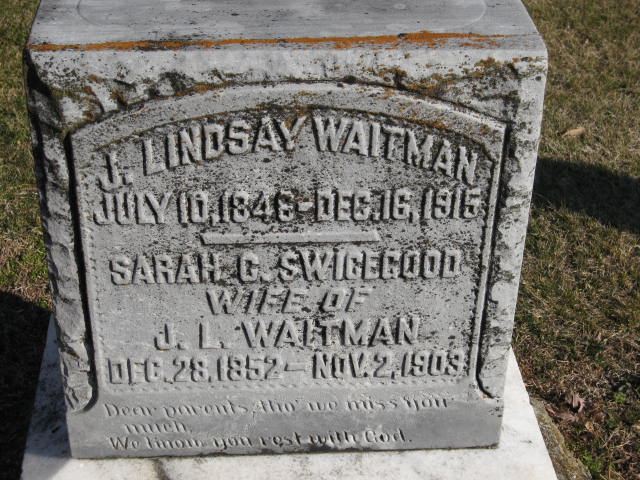 J. LINDSAY WAITMAN
JULY 10, 1846 - DEC. 16, 1915
SARAH C. SWICEGOOD
WIFE OF
J. L. WAITMAN
DEC. 28, 1852 - NOV. 2, 1903
Dear parents, tho' we miss you
much,
We know you rest with God.